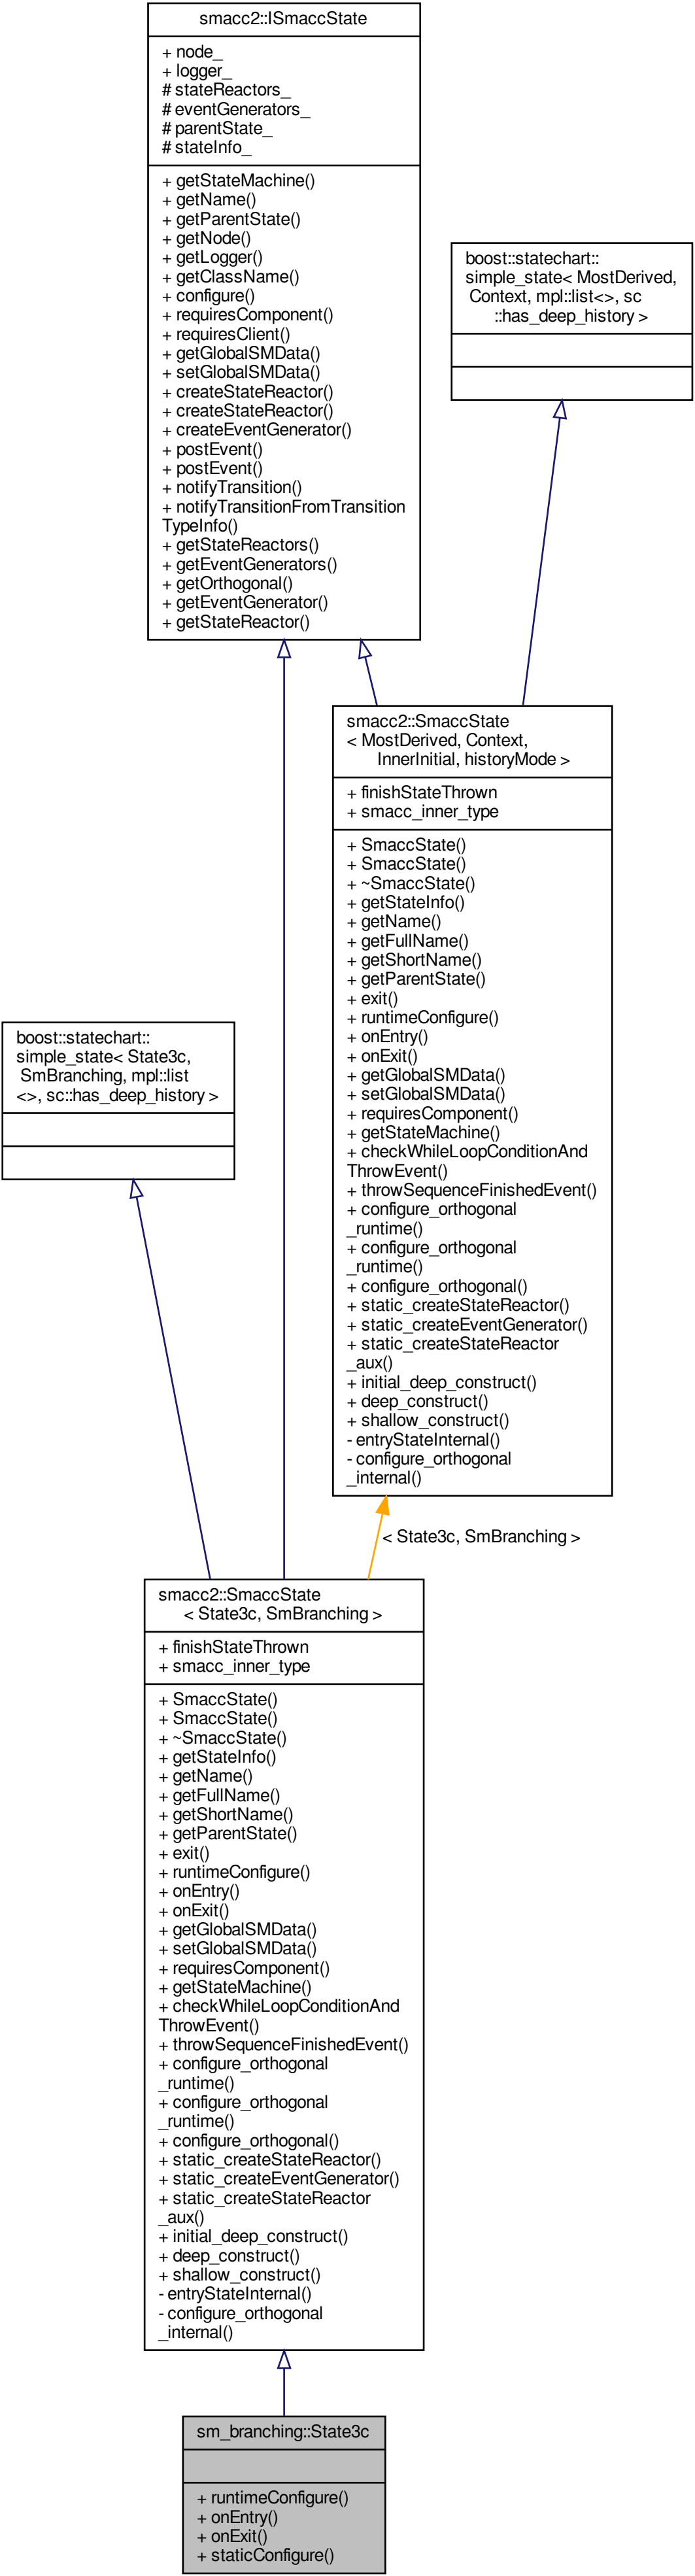 smacc2::ISmaccState
+ node_
+ logger_
# stateReactors_
# eventGenerators_
# parentState_
# stateInfo_
+ getStateMachine()
+ getName()
+ getParentState()
+ getNode()
+ getLogger()
+ getClassName()
+ configure()
+ requiresComponent()
+ requiresClient()
+ getGlobalSMData()
+ setGlobalSMData()
+ createStateReactor()
+ createStateReactor()
+ createEventGenerator()
+ postEvent()
+ postEvent()
+ notifyTransition()
+ notifyTransitionFromTransition
TypeInfo()
+ getStateReactors()
+ getEventGenerators()
+ getOrthogonal()
+ getEventGenerator()
+ getStateReactor()
boost::statechart::
simple_state< MostDerived,
Context, mpl::list<>, sc
::has_deep_history >
smacc2::SmaccState
< MostDerived, Context,
InnerInitial, historyMode >
+ finishStateThrown
+ smacc_inner_type
+ SmaccState()
+ SmaccState()
+ ~SmaccState()
+ getStateInfo()
+ getName()
+ getFullName()
+ getShortName()
+ getParentState()
+ exit()
+ runtimeConfigure()
+ onEntry()
+ onExit()
+ getGlobalSMData()
+ setGlobalSMData()
+ requiresComponent()
+ getStateMachine()
+ checkWhileLoopConditionAnd
ThrowEvent()
+ throwSequenceFinishedEvent()
+ configure_orthogonal
_runtime()
+ configure_orthogonal
_runtime()
+ configure_orthogonal()
+ static_createStateReactor()
+ static_createEventGenerator()
+ static_createStateReactor
_aux()
+ initial_deep_construct()
+ deep_construct()
+ shallow_construct()
- entryStateInternal()
- configure_orthogonal
_internal()
boost::statechart::
simple_state< State3c,
SmBranching, mpl::list
<>, sc::has_deep_history >
< State3c, SmBranching >
smacc2::SmaccState
< State3c, SmBranching >
+ finishStateThrown
+ smacc_inner_type
+ SmaccState()
+ SmaccState()
+ ~SmaccState()
+ getStateInfo()
+ getName()
+ getFullName()
+ getShortName()
+ getParentState()
+ exit()
+ runtimeConfigure()
+ onEntry()
+ onExit()
+ getGlobalSMData()
+ setGlobalSMData()
+ requiresComponent()
+ getStateMachine()
+ checkWhileLoopConditionAnd
ThrowEvent()
+ throwSequenceFinishedEvent()
+ configure_orthogonal
_runtime()
+ configure_orthogonal
_runtime()
+ configure_orthogonal()
+ static_createStateReactor()
+ static_createEventGenerator()
+ static_createStateReactor
_aux()
+ initial_deep_construct()
+ deep_construct()
+ shallow_construct()
- entryStateInternal()
- configure_orthogonal
_internal()
sm_branching::State3c
+ runtimeConfigure()
+ onEntry()
+ onExit()
+ staticConfigure()